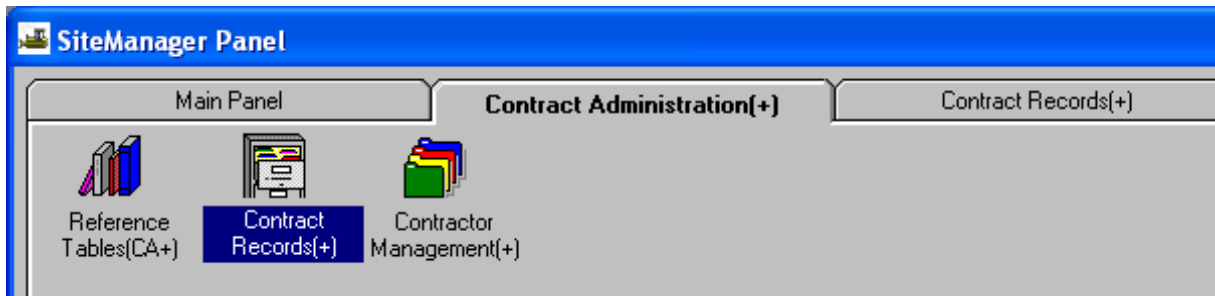 SiteManager Panel
Main Panel
Contract Administration(+)
Contract Records(+)
Reference
Tables(CA+)
Contract
Records(+)
Contractor
Management(+)